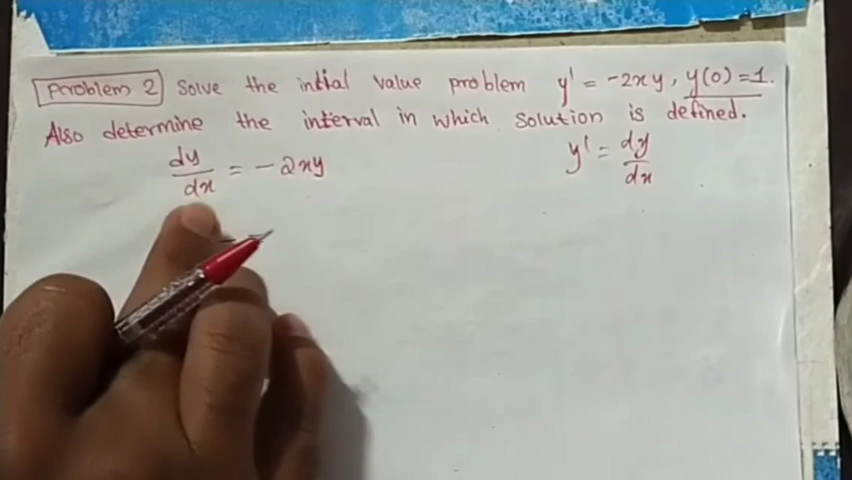 Problem 2 Solve the initial value problem y' = -2xy, y(0) = 1.
Also determine the interval in which solution is defined.
dy/dx = -2xy
y' = dy/dx